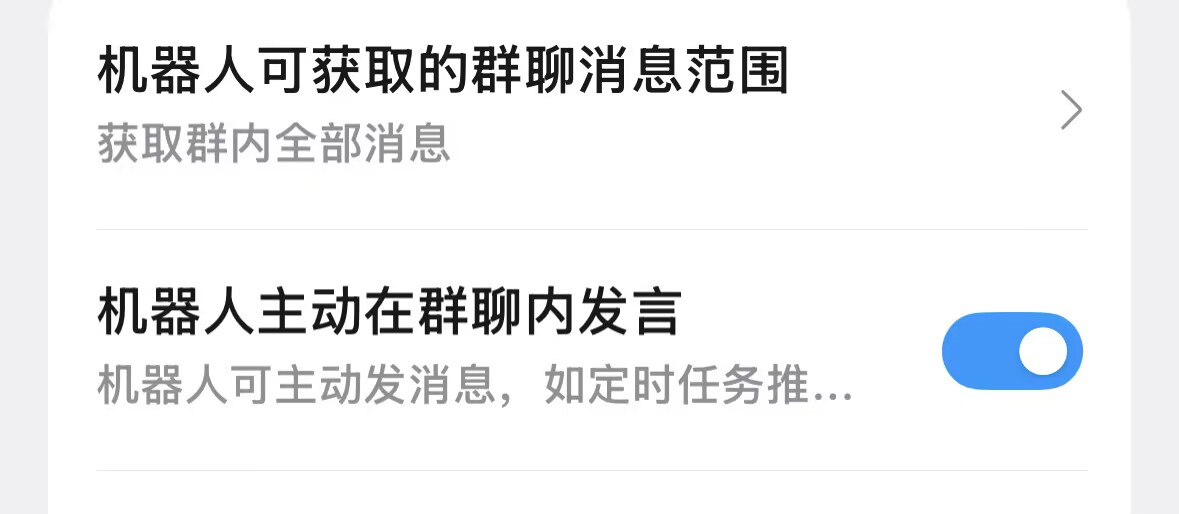 机器人可获取的群聊消息范围
获取群内全部消息
机器人主动在群聊内发言
机器人可主动发消息，如定时任务推...